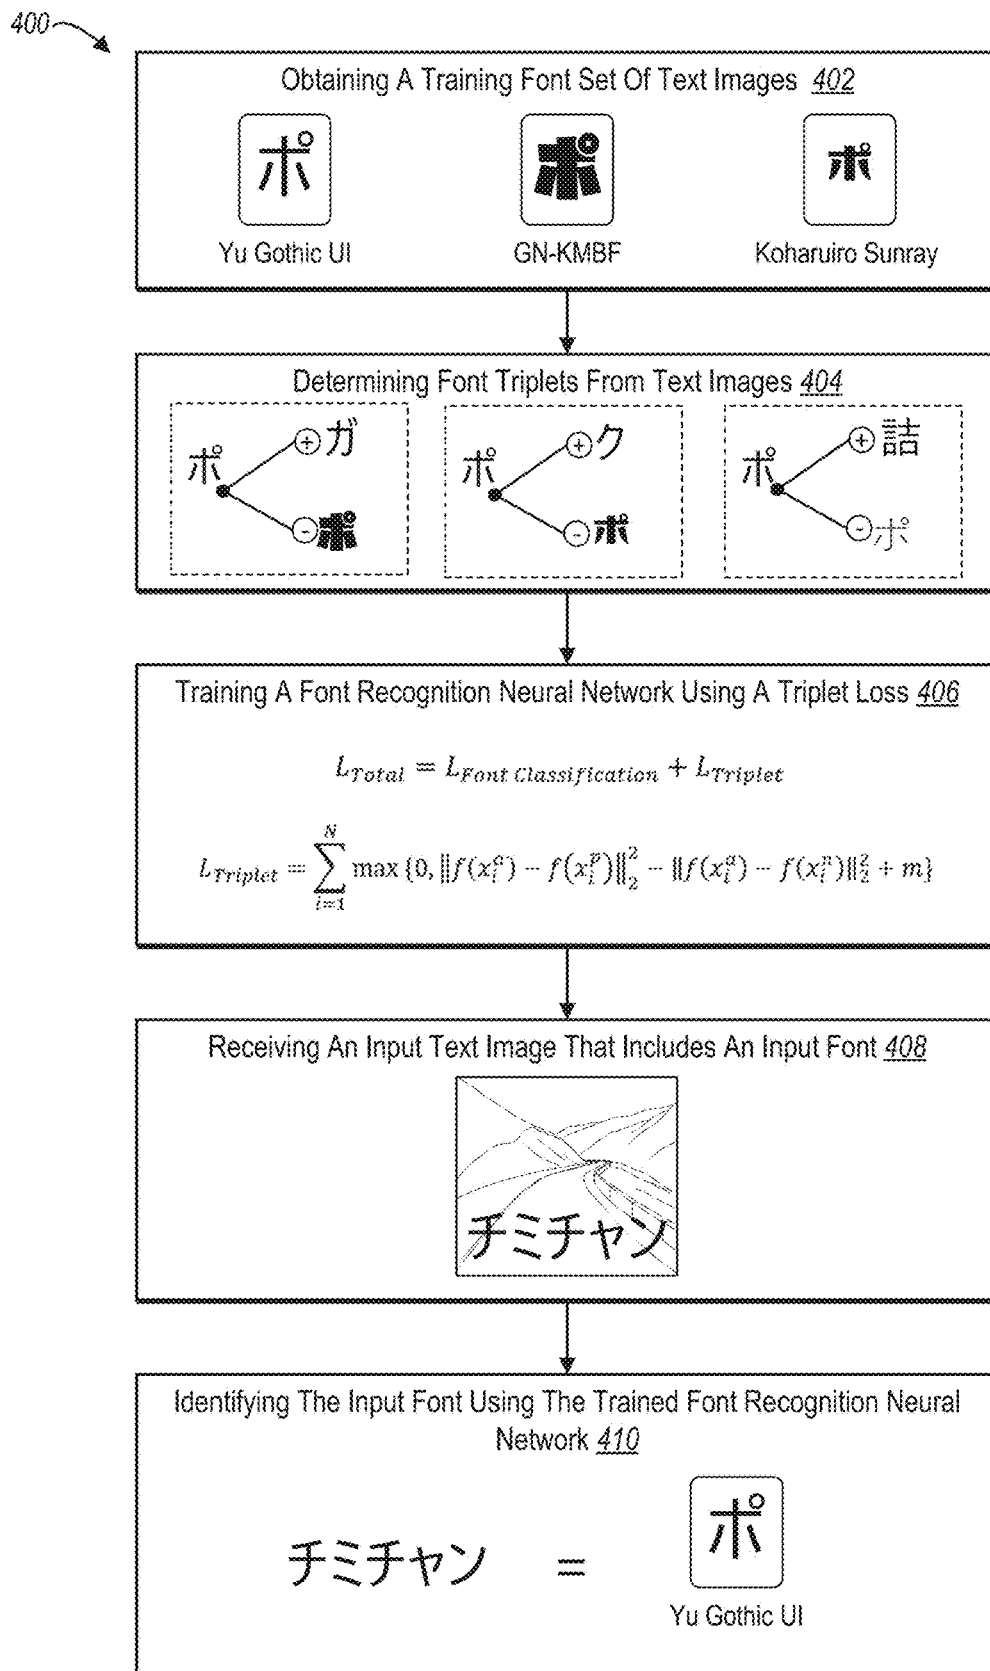 400
Obtaining A Training Font Set Of Text Images 402
ポ ポ ポ
Yu Gothic UI GN-KMBF Koharuiro Sunray
Determining Font Triplets From Text Images 404
ポ + ガ - ポ
ポ + ク - ポ
ポ + 詰 - ポ
Training A Font Recognition Neural Network Using A Triplet Loss 406
L_Total = L_Font Classification + L_Triplet
L_Triplet = ∑_{i=1}^{N} max {0, ‖f(x_i^a) − f(x_i^p)‖_2^2 − ‖f(x_i^a) − f(x_i^n)‖_2^2 + m}
Receiving An Input Text Image That Includes An Input Font 408
チミチャン
Identifying The Input Font Using The Trained Font Recognition Neural
Network 410
チミチャン = ポ
Yu Gothic UI